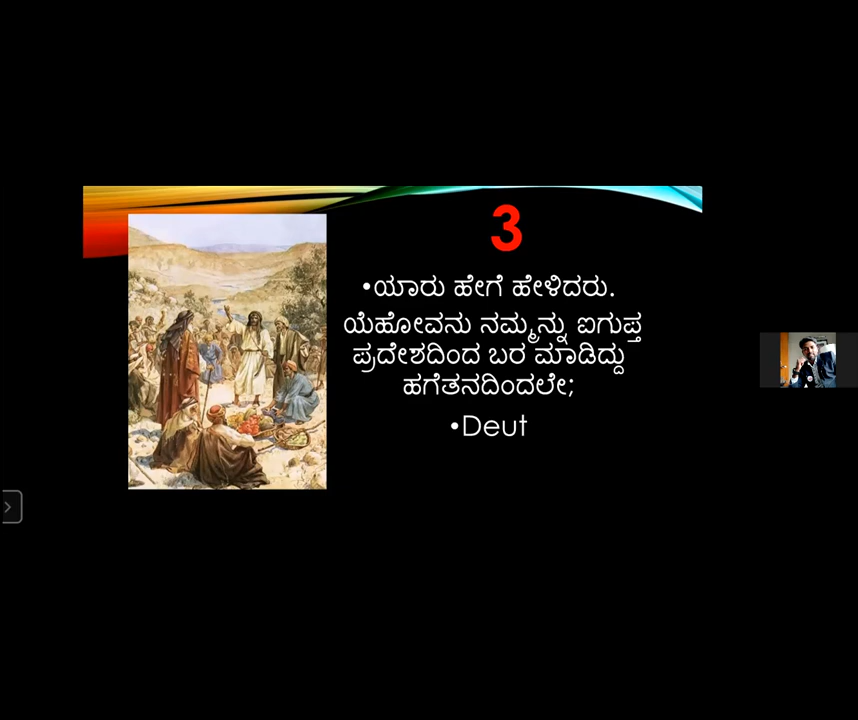 3
•ಯಾರು ಹೇಗೆ ಹೇಳಿದರು.
ಯೆಹೋವನು ನಮ್ಮನ್ನು ಐಗುಪ್ತ
ಪ್ರದೇಶದಿಂದ ಬರ ಮಾಡಿದ್ದು
ಹಗೆತನದಿಂದಲೇ;
•Deut